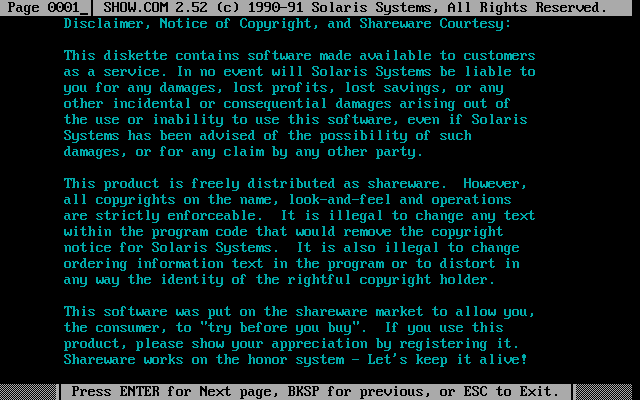 Page 0001_ SHOW.COM 2.52 (c) 1990-91 Solaris Systems, All Rights Reserved.
Disclaimer, Notice of Copyright, and Shareware Courtesy:
This diskette contains software made available to customers
as a service. In no event will Solaris Systems be liable to
you for any damages, lost profits, lost savings, or any
other incidental or consequential damages arising out of
the use or inability to use this software, even if Solaris
Systems has been advised of the possibility of such
damages, or for any claim by any other party.
This product is freely distributed as shareware.  However,
all copyrights on the name, look-and-feel and operations
are strictly enforceable.  It is illegal to change any text
within the program code that would remove the copyright
notice for Solaris Systems.  It is also illegal to change
ordering information text in the program or to distort in
any way the identity of the rightful copyright holder.
This software was put on the shareware market to allow you,
the consumer, to "try before you buy".  If you use this
product, please show your appreciation by registering it.
Shareware works on the honor system - Let's keep it alive!
Press ENTER for Next page, BKSP for previous, or ESC to Exit.